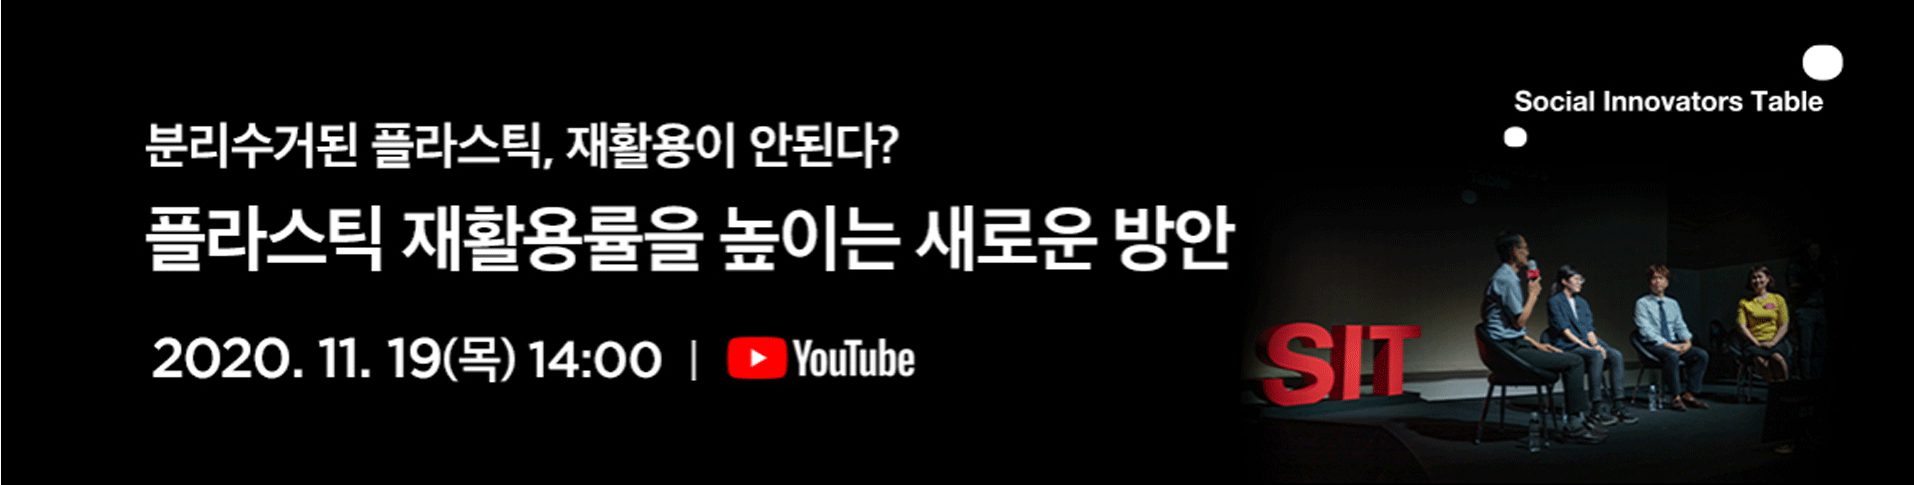 Social Innovators Table
분리수거된 플라스틱, 재활용이 안된다?
플라스틱 재활용률을 높이는 새로운 방안
2020. 11. 19(목) 14:00 | YouTube
SIT